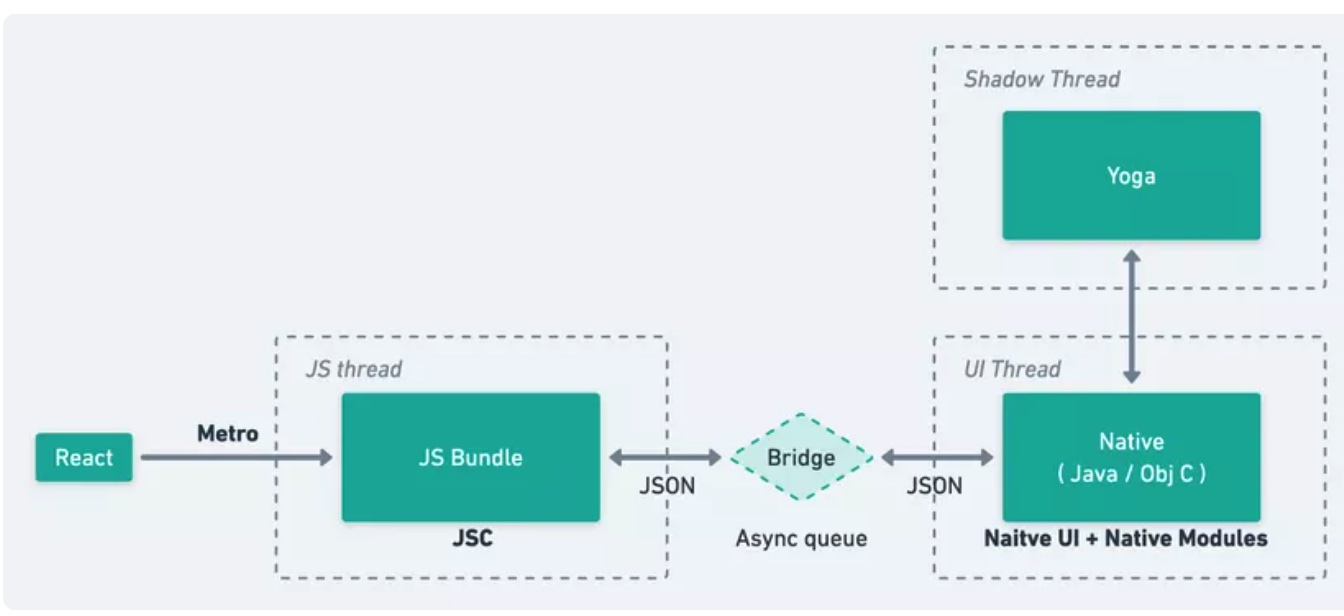 Shadow Thread
Yoga
JS thread
UI Thread
React
Metro
JS Bundle
JSC
JSON
Bridge
Async queue
JSON
Native
( Java / Obj C )
Naitve UI + Native Modules